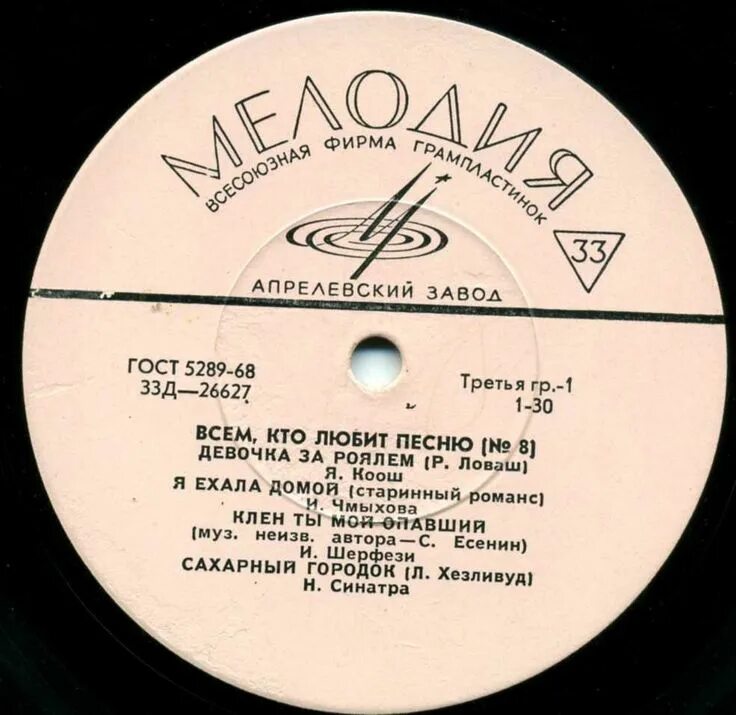 МЕЛОДИЯ
ВСЕСОЮЗНАЯ ФИРМА ГРАМПЛАСТИНОК
33
АПРЕЛЕВСКИЙ ЗАВОД
ГОСТ 5289-68
33Д—26627
Третья гр.-1
1-30
ВСЕМ, КТО ЛЮБИТ ПЕСНЮ (№ 8)
ДЕВОЧКА ЗА РОЯЛЕМ (Р. Ловаш)
Я. Коош
Я ЕХАЛА ДОМОЙ (старинный романс)
И. Чмыхова
КЛЕН ТЫ МОЙ ОПАВШИЙ
(муз. неизв. автора—С. Есенин)
И. Шерфези
САХАРНЫЙ ГОРОДОК (Л. Хезливуд)
Н. Синатра